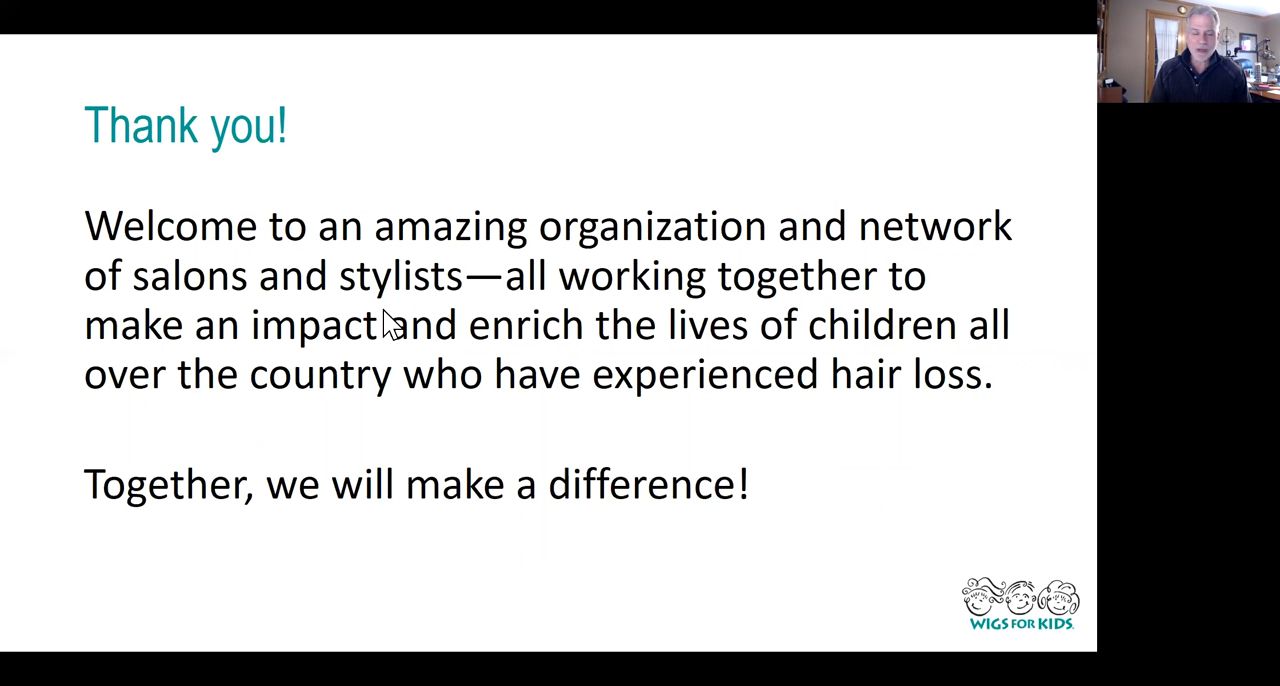 Thank you!
Welcome to an amazing organization and network
of salons and stylists—all working together to
make an impact and enrich the lives of children all
over the country who have experienced hair loss.
Together, we will make a difference!
WIGS FOR KIDS